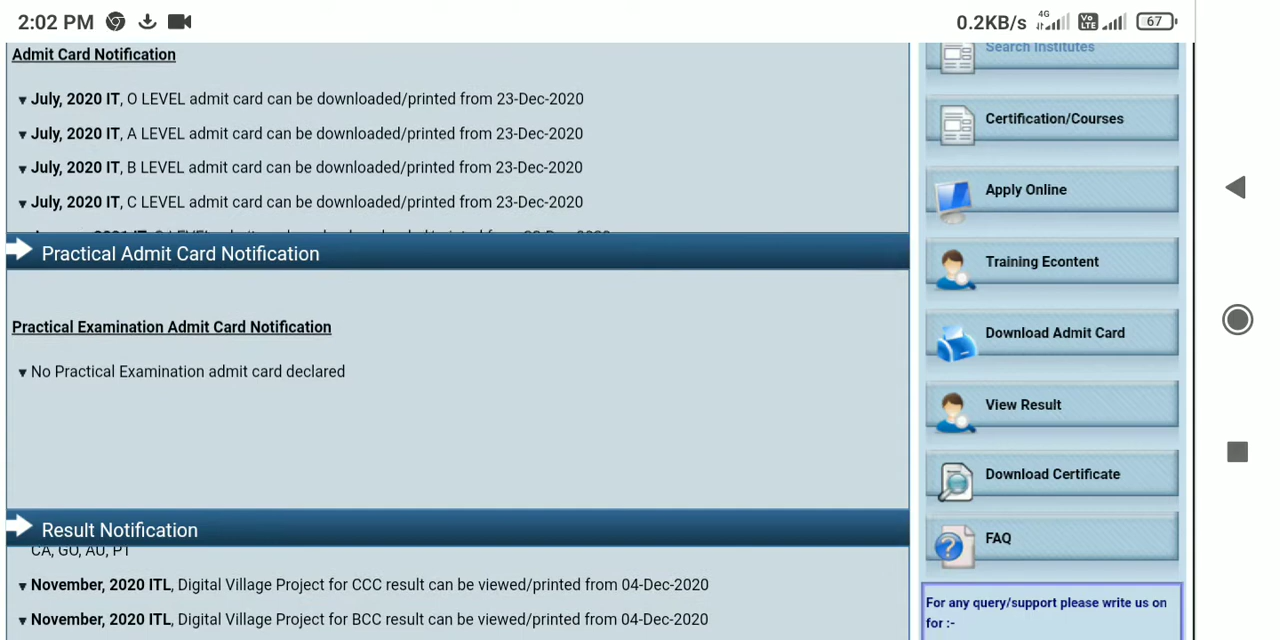 2:02 PM
0.2KB/s 4G Vo LTE 67
Admit Card Notification
July, 2020 IT, O LEVEL admit card can be downloaded/printed from 23-Dec-2020
July, 2020 IT, A LEVEL admit card can be downloaded/printed from 23-Dec-2020
July, 2020 IT, B LEVEL admit card can be downloaded/printed from 23-Dec-2020
July, 2020 IT, C LEVEL admit card can be downloaded/printed from 23-Dec-2020
Practical Admit Card Notification
Practical Examination Admit Card Notification
No Practical Examination admit card declared
Result Notification
CA, GO, AU, PT
November, 2020 ITL, Digital Village Project for CCC result can be viewed/printed from 04-Dec-2020
November, 2020 ITL, Digital Village Project for BCC result can be viewed/printed from 04-Dec-2020
Search Institutes
Certification/Courses
Apply Online
Training Econtent
Download Admit Card
View Result
Download Certificate
FAQ
For any query/support please write us on
for :-